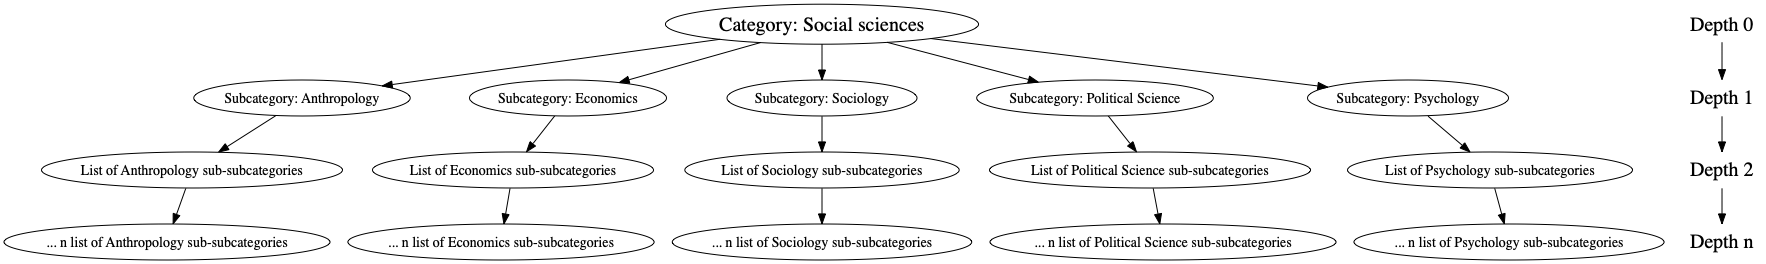 Category: Social sciences
Depth 0
Subcategory: Anthropology
Subcategory: Economics
Subcategory: Sociology
Subcategory: Political Science
Subcategory: Psychology
Depth 1
List of Anthropology sub-subcategories
List of Economics sub-subcategories
List of Sociology sub-subcategories
List of Political Science sub-subcategories
List of Psychology sub-subcategories
Depth 2
... n list of Anthropology sub-subcategories
... n list of Economics sub-subcategories
... n list of Sociology sub-subcategories
... n list of Political Science sub-subcategories
... n list of Psychology sub-subcategories
Depth n